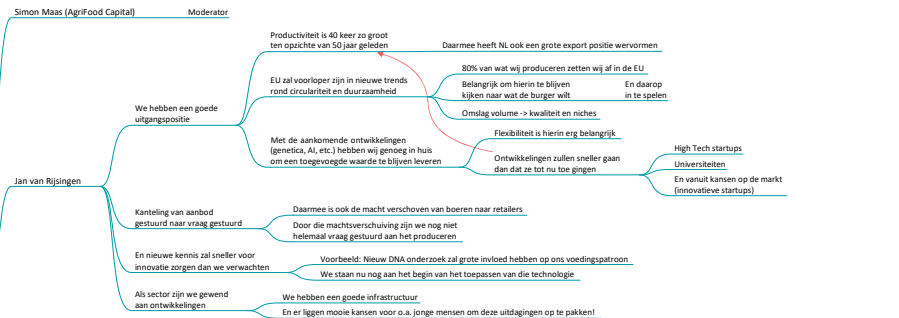 Simon Maas (AgriFood Capital)
Moderator
Jan van Rijsingen
We hebben een goede
uitgangspositie
Productiviteit is 40 keer zo groot
ten opzichte van 50 jaar geleden
Daarmee heeft NL ook een grote export positie wervormen
EU zal voorloper zijn in nieuwe trends
rond circulariteit en duurzaamheid
80% van wat wij produceren zetten wij af in de EU
Belangrijk om hierin te blijven
kijken naar wat de burger wilt
En daarop
in te spelen
Omslag volume -> kwaliteit en niches
Met de aankomende ontwikkelingen
(genetica, AI, etc.) hebben wij genoeg in huis
om een toegevoegde waarde te blijven leveren
Flexibiliteit is hierin erg belangrijk
Ontwikkelingen zullen sneller gaan
dan dat ze tot nu toe gingen
High Tech startups
Universiteiten
En vanuit kansen op de markt
(innovatieve startups)
Kanteling van aanbod
gestuurd naar vraag gestuurd
Daarmee is ook de macht verschoven van boeren naar retailers
Door die machtsverschuiving zijn we nog niet
helemaal vraag gestuurd aan het produceren
En nieuwe kennis zal sneller voor
innovatie zorgen dan we verwachten
Voorbeeld: Nieuw DNA onderzoek zal grote invloed hebben op ons voedingspatroon
We staan nu nog aan het begin van het toepassen van die technologie
Als sector zijn we gewend
aan ontwikkelingen
We hebben een goede infrastructuur
En er liggen mooie kansen voor o.a. jonge mensen om deze uitdagingen op te pakken!